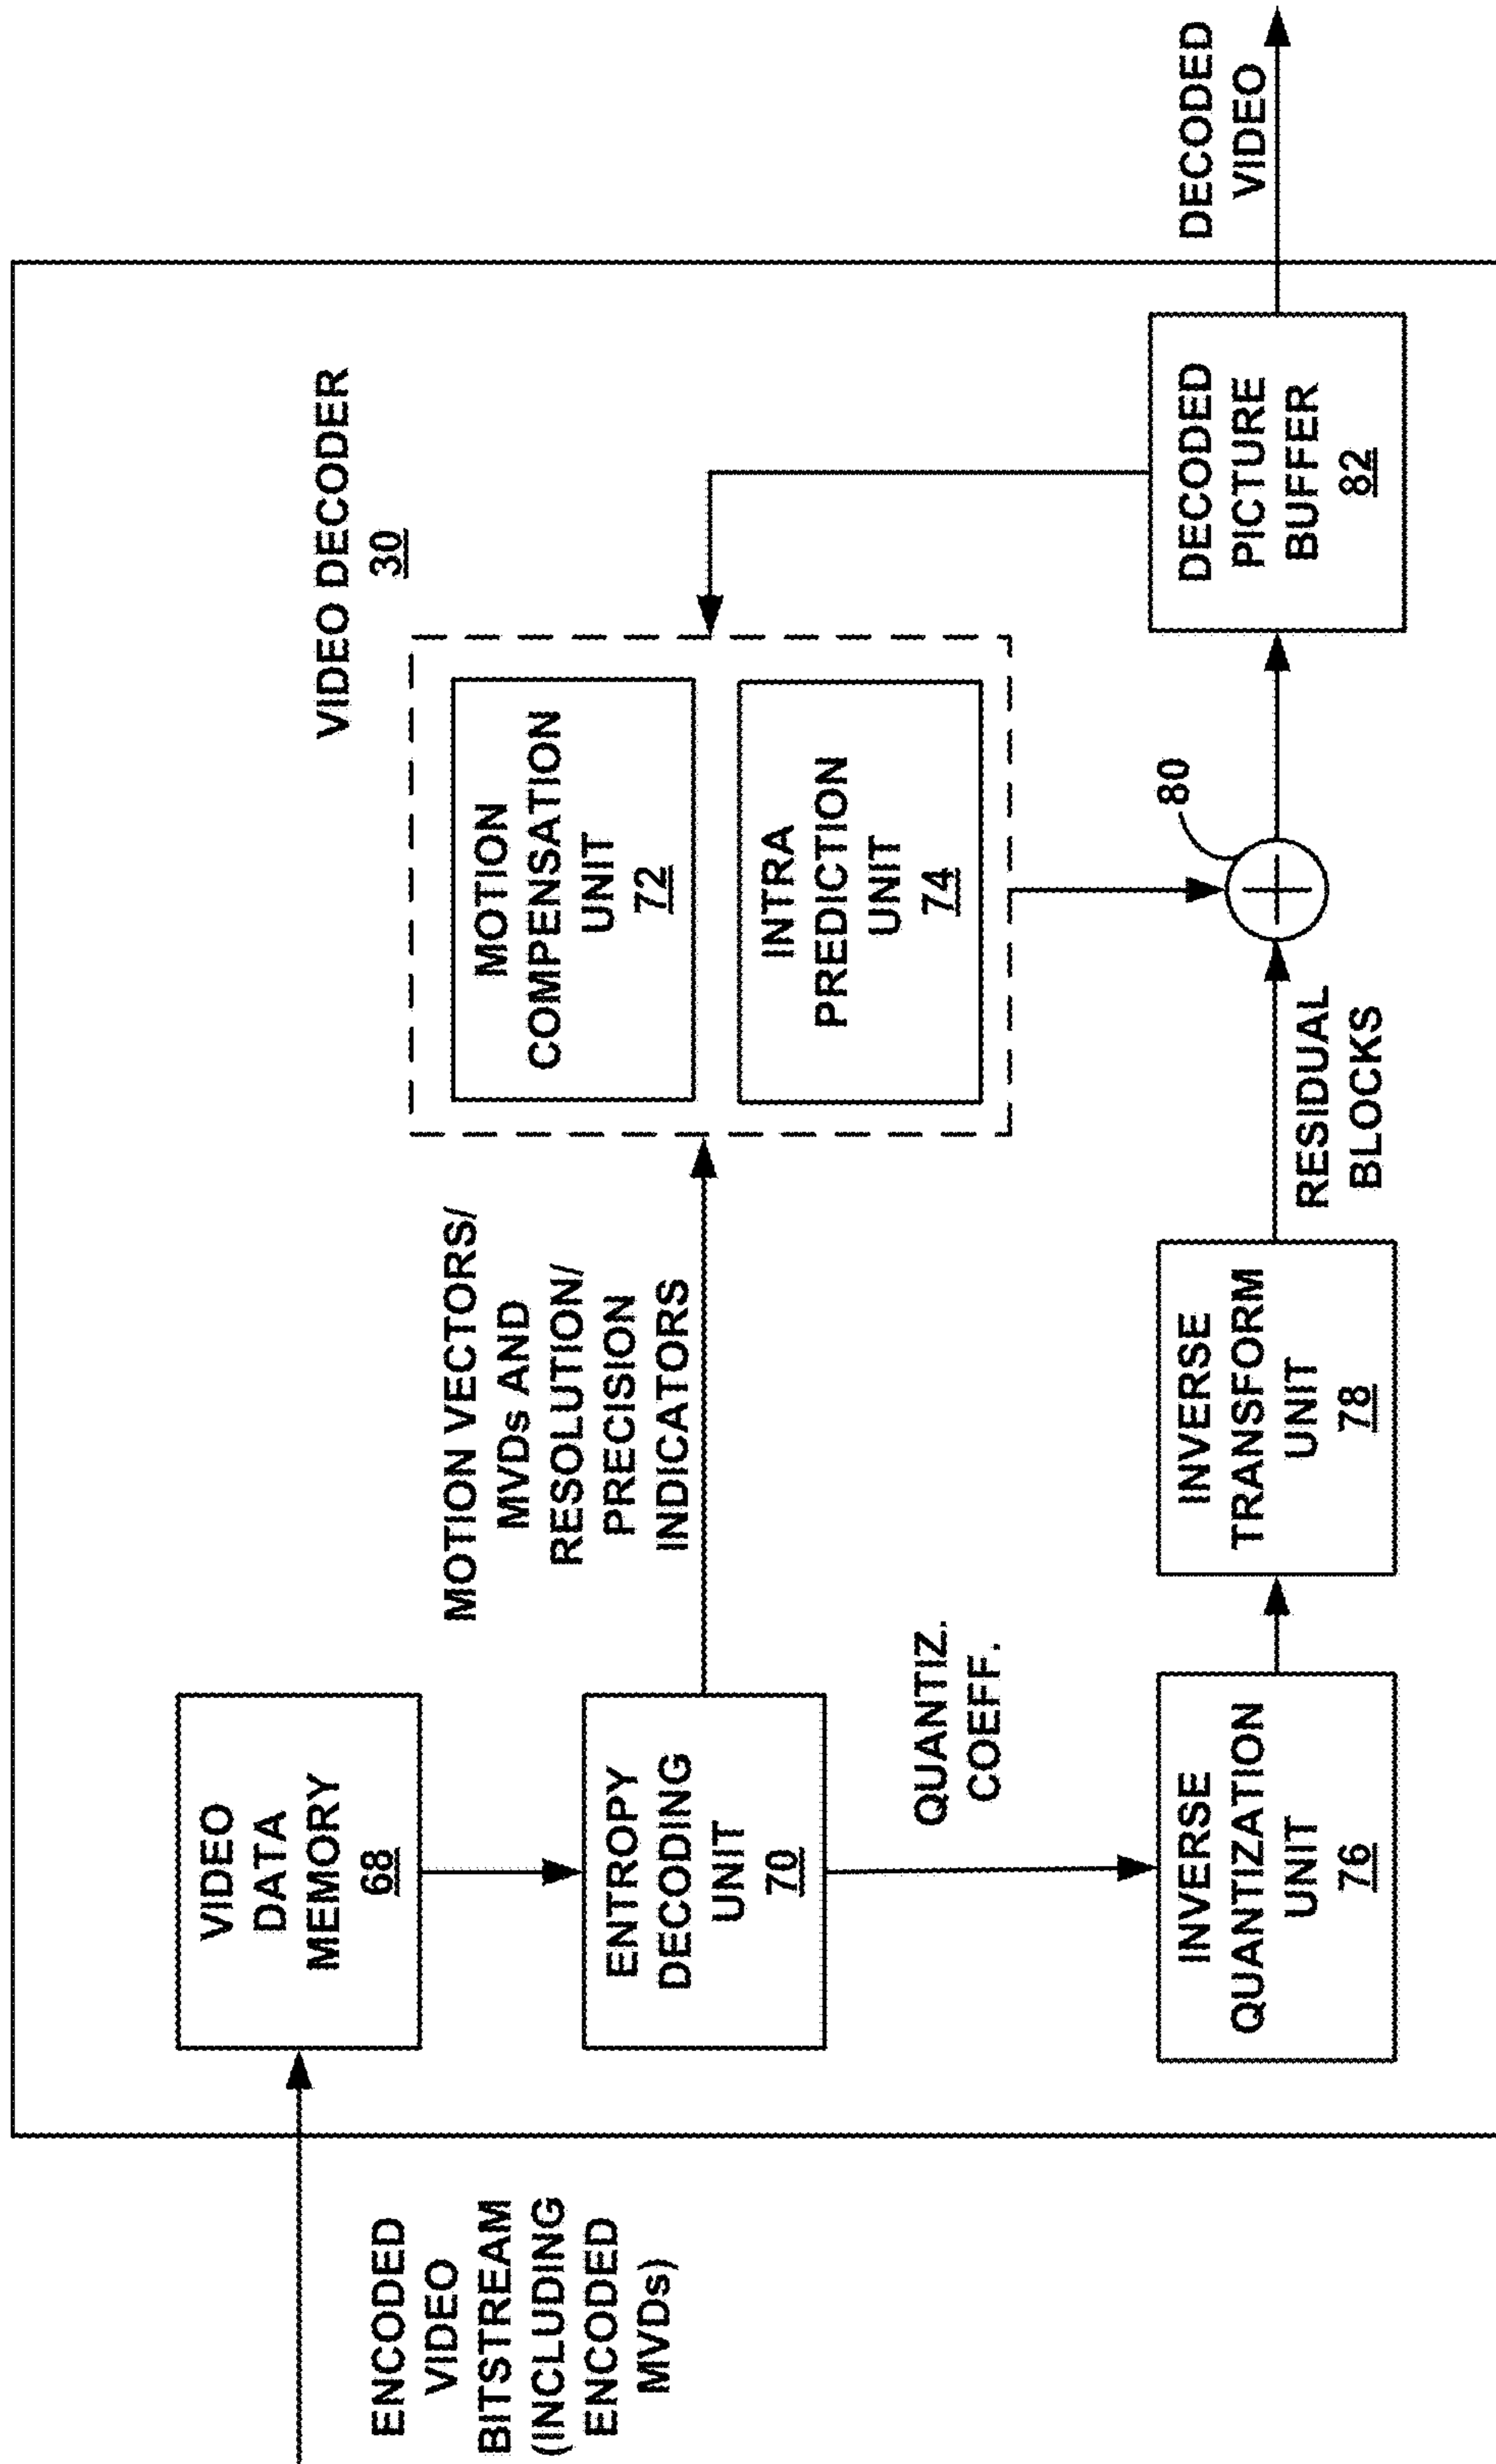 VIDEO DECODER
30
ENCODED
VIDEO
BITSTREAM
(INCLUDING
ENCODED
MVDs)
VIDEO
DATA
MEMORY
68
ENTROPY
DECODING
UNIT
70
MOTION VECTORS/
MVDs AND
RESOLUTION/
PRECISION
INDICATORS
MOTION
COMPENSATION
UNIT
72
INTRA
PREDICTION
UNIT
74
QUANTIZ.
COEFF.
INVERSE
QUANTIZATION
UNIT
76
INVERSE
TRANSFORM
UNIT
78
RESIDUAL
BLOCKS
80
DECODED
PICTURE
BUFFER
82
DECODED
VIDEO